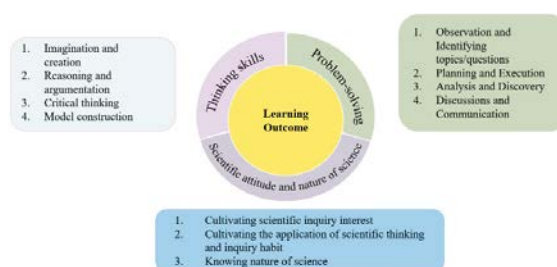 1. Imagination and
creation
2. Reasoning and
argumentation
3. Critical thinking
4. Model construction
Thinking skills
Problem-solving
Learning
Outcome
Scientific attitude and nature of science
1. Observation and
Identifying
topics/questions
2. Planning and Execution
3. Analysis and Discovery
4. Discussions and
Communication
1. Cultivating scientific inquiry interest
2. Cultivating the application of scientific thinking
and inquiry habit
3. Knowing nature of science